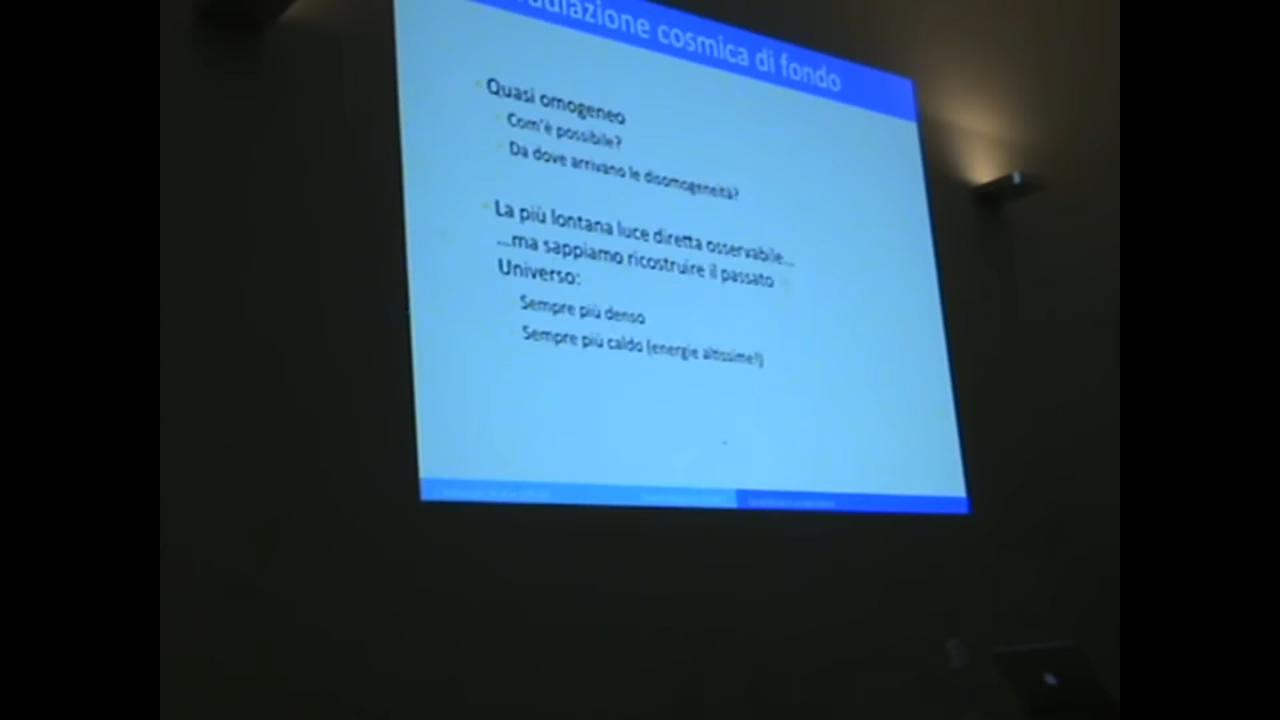 radiazione cosmica di fondo
Quasi omogeneo
Com'è possibile?
Da dove arrivano le disomogeneità?
La più lontana luce diretta osservabile...
...ma sappiamo ricostruire il passato
Universo:
Sempre più denso
Sempre più caldo (energie altissime!)